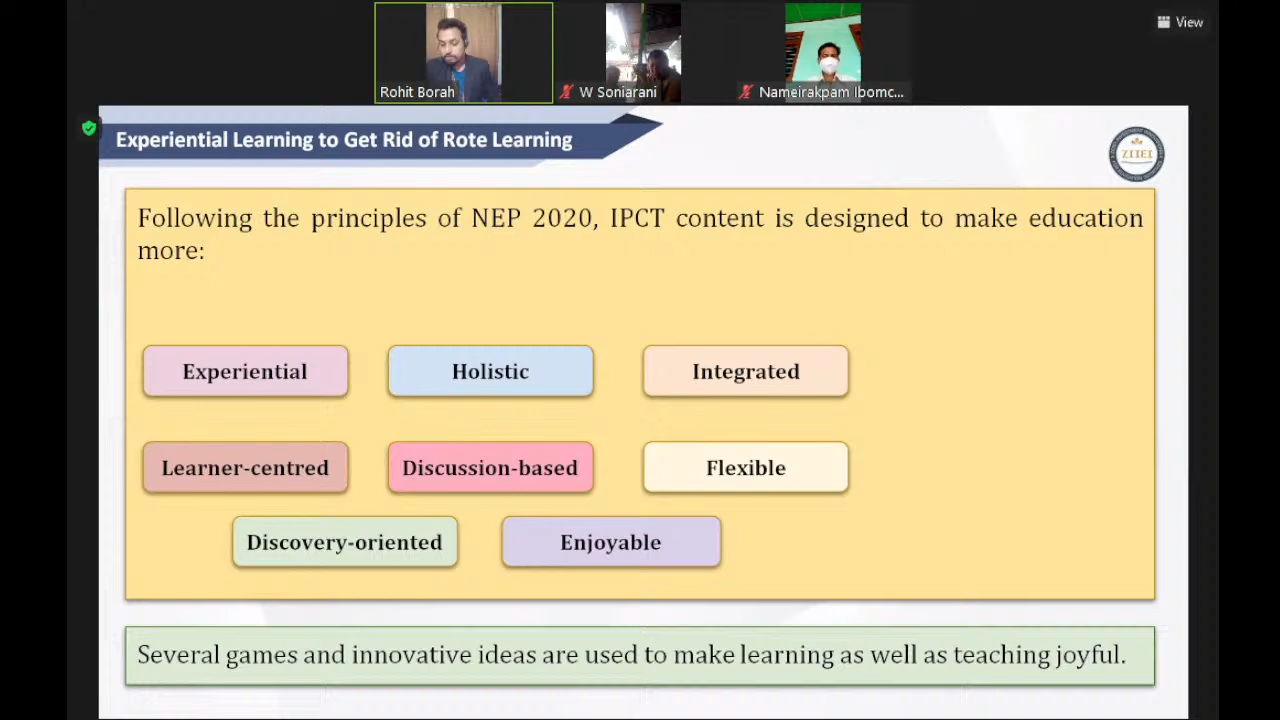 View
Rohit Borah
W Soniarani
Nameirakpam Ibomc...
Experiential Learning to Get Rid of Rote Learning
ZIIEI
Following the principles of NEP 2020, IPCT content is designed to make education
more:
Experiential
Holistic
Integrated
Learner-centred
Discussion-based
Flexible
Discovery-oriented
Enjoyable
Several games and innovative ideas are used to make learning as well as teaching joyful.